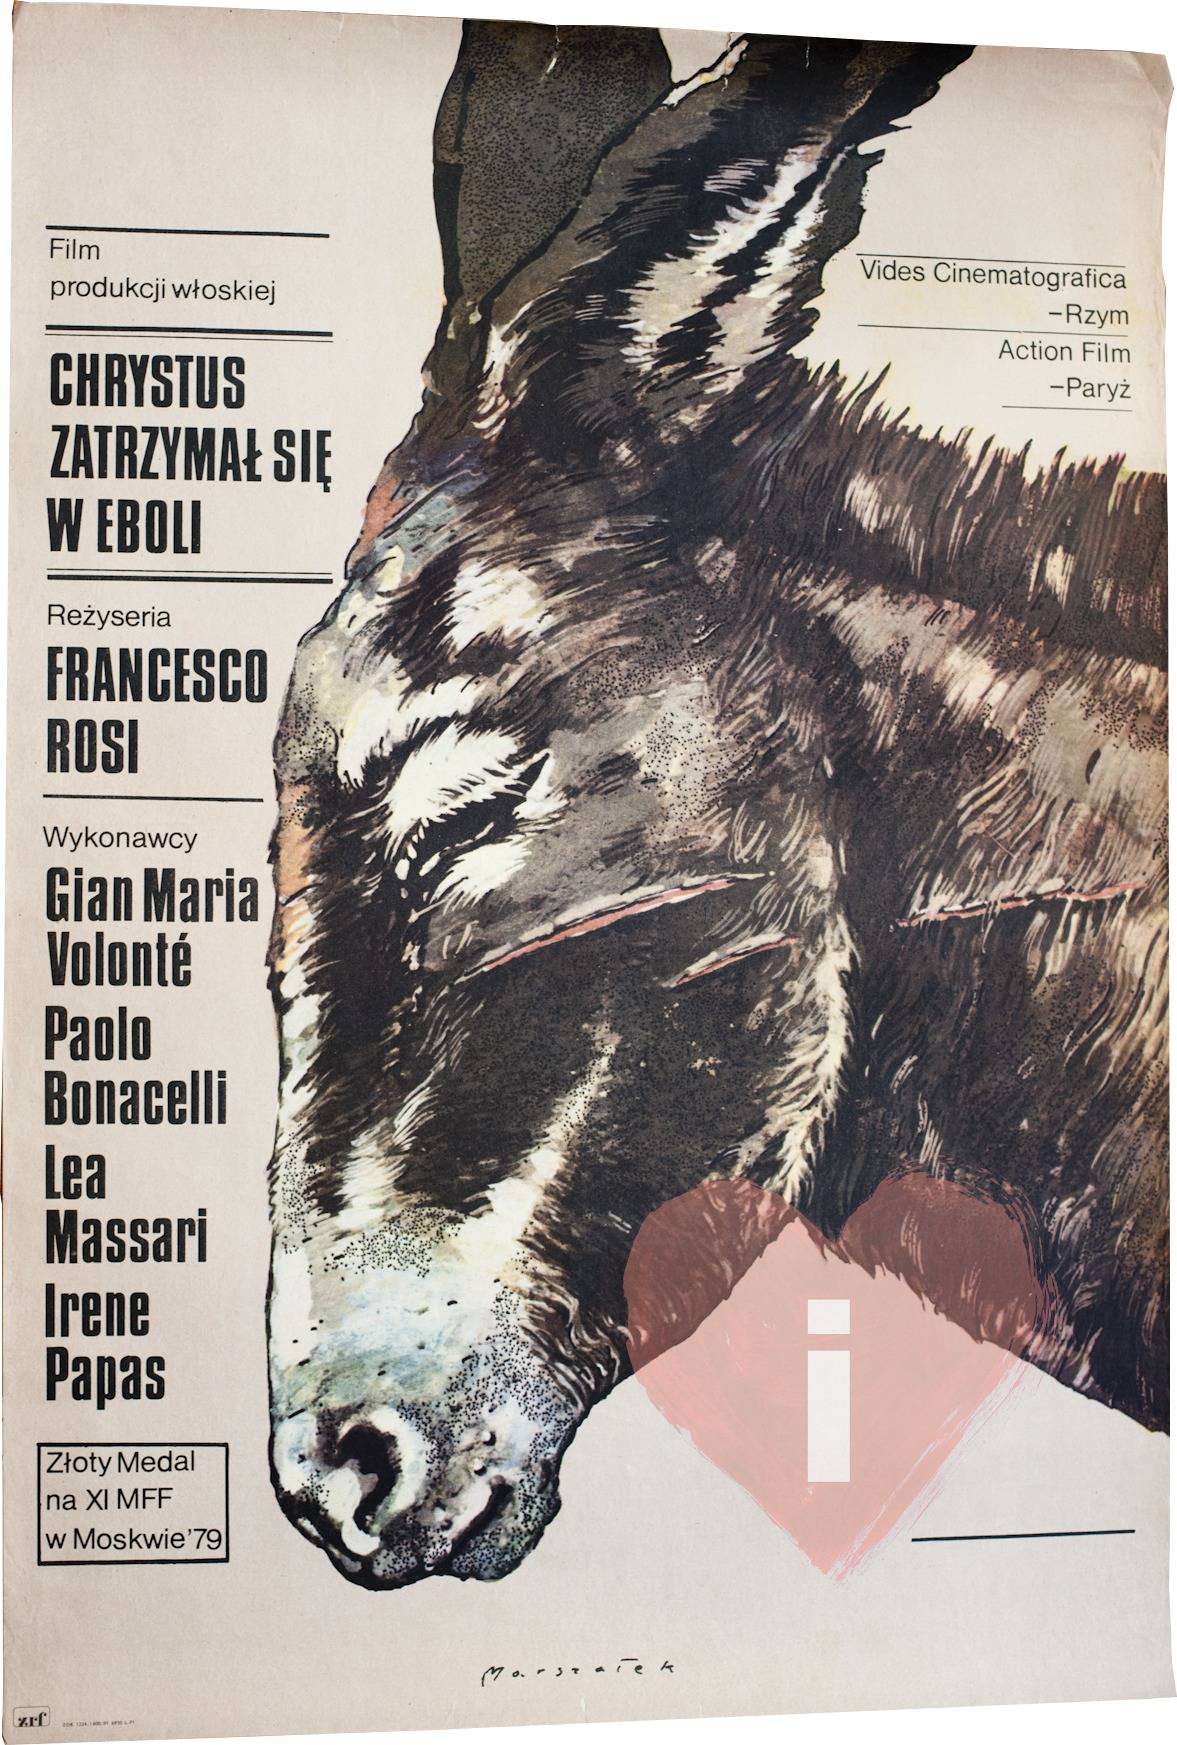 Film
produkcji włoskiej
CHRYSTUS
ZATRZYMAŁ SIĘ
W EBOLI
Reżyseria
FRANCESCO
ROSI
Wykonawcy
Gian Maria
Volonté
Paolo
Bonacelli
Lea
Massari
Irene
Papas
Złoty Medal
na XI MFF
w Moskwie'79
Vides Cinematografica
–Rzym
Action Film
–Paryż
i
Marszałek
zrf